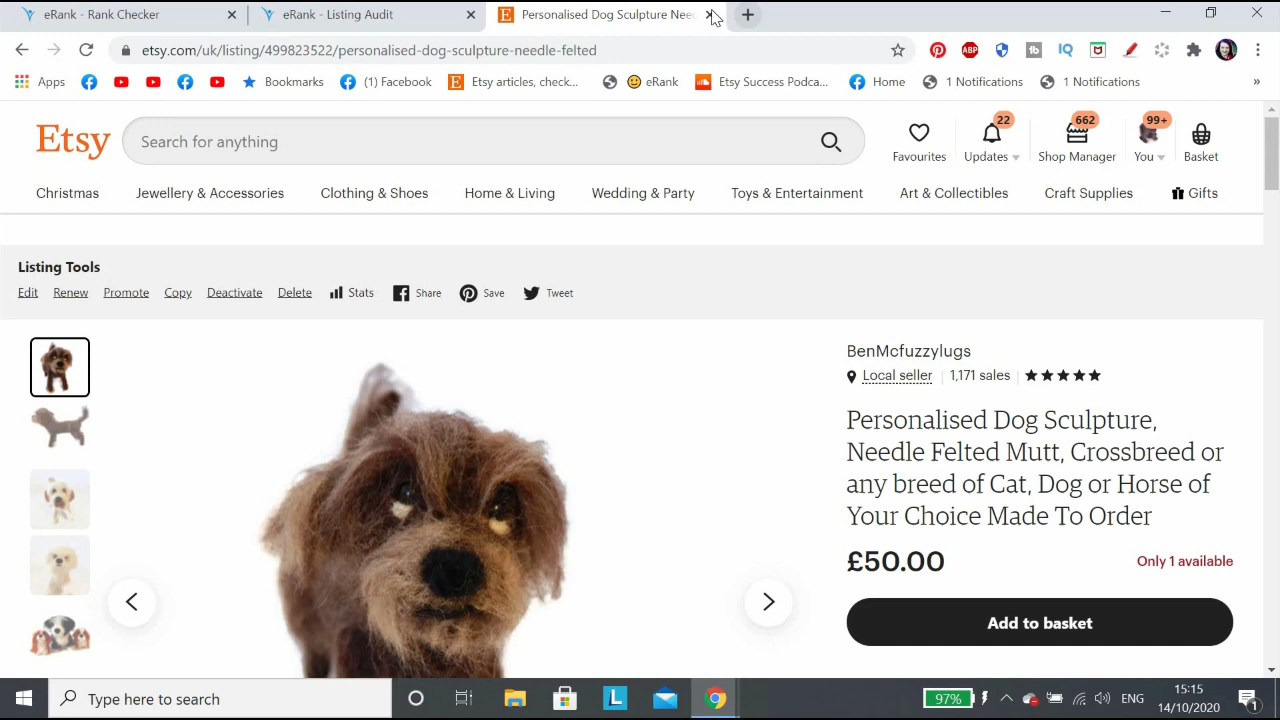 eRank - Rank Checker
eRank - Listing Audit
Personalised Dog Sculpture Nee
etsy.com/uk/listing/499823522/personalised-dog-sculpture-needle-felted
Apps
Bookmarks
(1) Facebook
Etsy articles, check...
eRank
Etsy Success Podca...
Home
1 Notifications
1 Notifications
»
Etsy
Search for anything
Favourites
22
Updates
662
Shop Manager
99+
You
Basket
Christmas
Jewellery & Accessories
Clothing & Shoes
Home & Living
Wedding & Party
Toys & Entertainment
Art & Collectibles
Craft Supplies
Gifts
Listing Tools
Edit
Renew
Promote
Copy
Deactivate
Delete
Stats
Share
Save
Tweet
BenMcfuzzylugs
Local seller
1,171 sales
Personalised Dog Sculpture,
Needle Felted Mutt, Crossbreed or
any breed of Cat, Dog or Horse of
Your Choice Made To Order
£50.00
Only 1 available
Add to basket
Type here to search
97%
ENG
15:15
14/10/2020
1